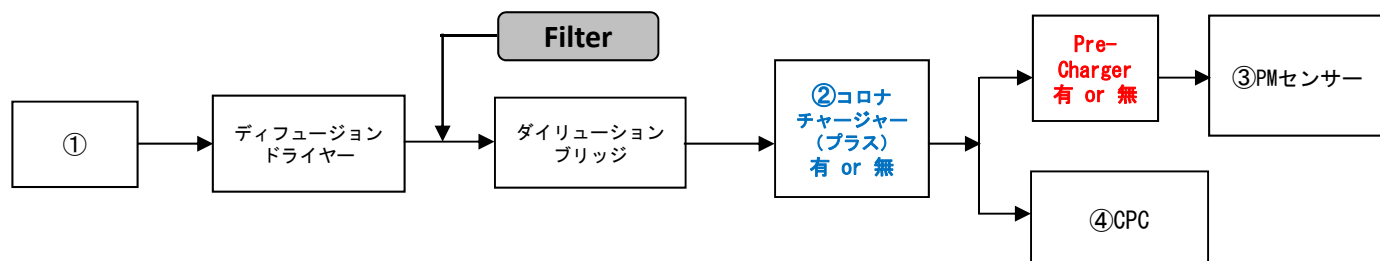 ①
ディフュージョン
ドライヤー
Filter
ダイリューション
ブリッジ
②コロナ
チャージャー
(プラス)
有 or 無
Pre-
Charger
有 or 無
③PMセンサー
④CPC